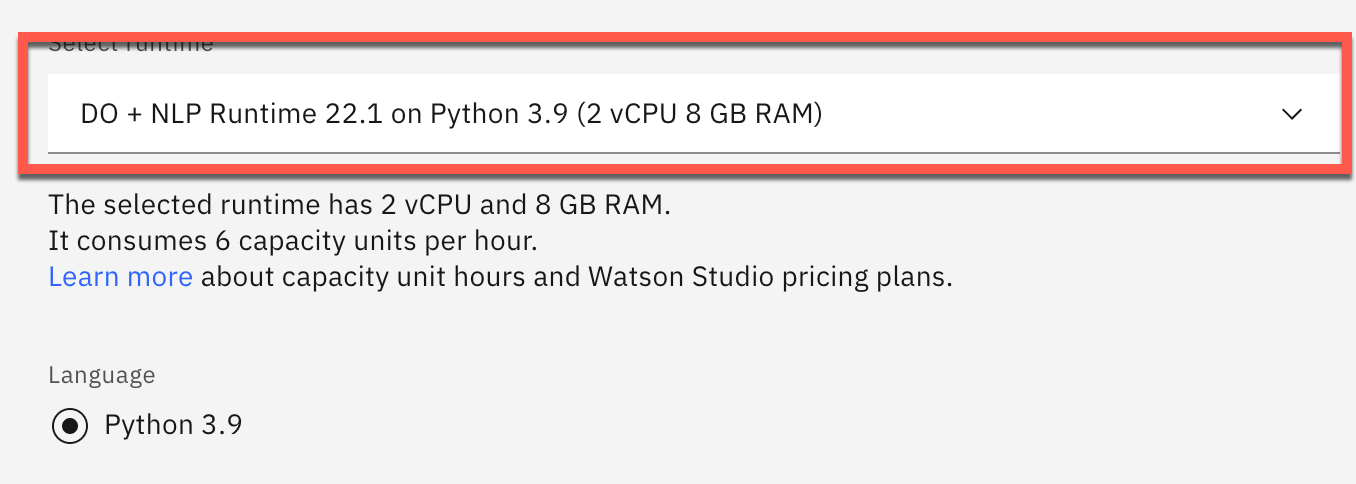 Select runtime
DO + NLP Runtime 22.1 on Python 3.9 (2 vCPU 8 GB RAM)
The selected runtime has 2 vCPU and 8 GB RAM.
It consumes 6 capacity units per hour.
Learn more about capacity unit hours and Watson Studio pricing plans.
Language
Python 3.9